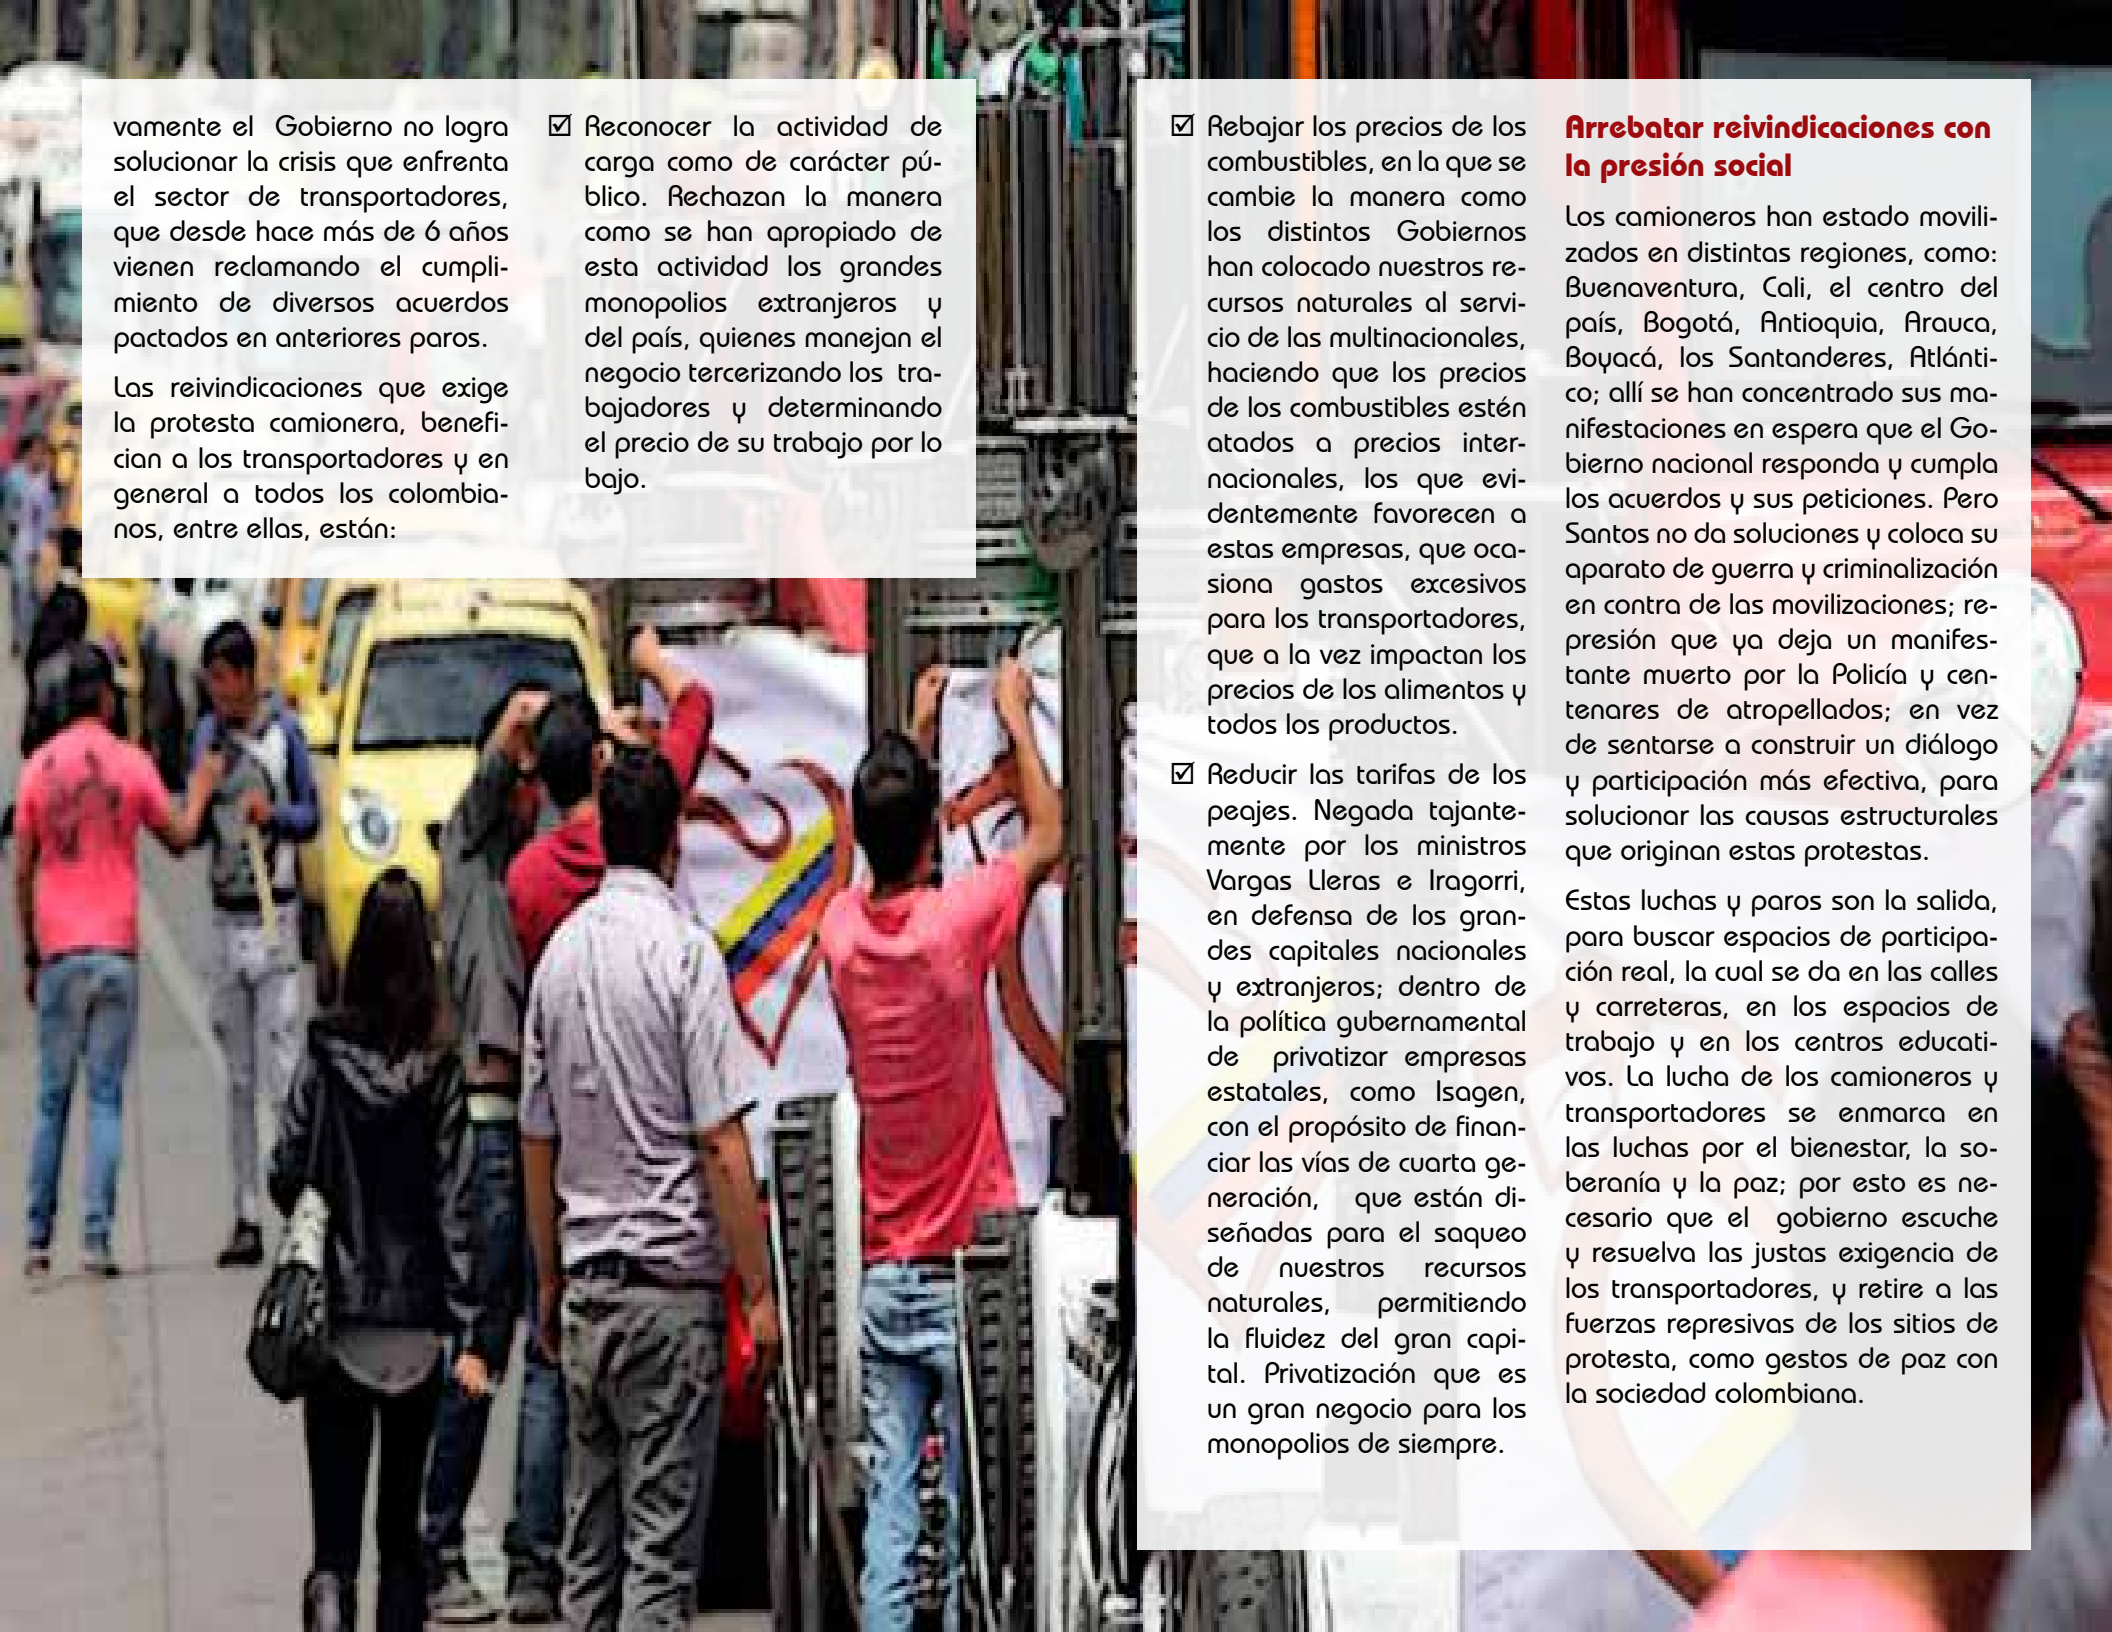 vamente el Gobierno no logra
solucionar la crisis que enfrenta
el sector de transportadores,
que desde hace más de 6 años
vienen reclamando el cumpli-
miento de diversos acuerdos
pactados en anteriores paros.
Las reivindicaciones que exige
la protesta camionera, benefi-
cian a los transportadores y en
general a todos los colombia-
nos, entre ellas, están:
☑ Reconocer la actividad de
carga como de carácter pú-
blico. Rechazan la manera
como se han apropiado de
esta actividad los grandes
monopolios extranjeros y
del país, quienes manejan el
negocio tercerizando los tra-
bajadores y determinando
el precio de su trabajo por lo
bajo.
☑ Rebajar los precios de los
combustibles, en la que se
cambie la manera como
los distintos Gobiernos
han colocado nuestros re-
cursos naturales al servi-
cio de las multinacionales,
haciendo que los precios
de los combustibles estén
atados a precios inter-
nacionales, los que evi-
dentemente favorecen a
estas empresas, que oca-
siona gastos excesivos
para los transportadores,
que a la vez impactan los
precios de los alimentos y
todos los productos.
☑ Reducir las tarifas de los
peajes. Negada tajante-
mente por los ministros
Vargas Lleras e Iragorri,
en defensa de los gran-
des capitales nacionales
y extranjeros; dentro de
la política gubernamental
de privatizar empresas
estatales, como Isagen,
con el propósito de finan-
ciar las vías de cuarta ge-
neración, que están di-
señadas para el saqueo
de nuestros recursos
naturales, permitiendo
la fluidez del gran capi-
tal. Privatización que es
un gran negocio para los
monopolios de siempre.
Arrebatar reivindicaciones con
la presión social
Los camioneros han estado movili-
zados en distintas regiones, como:
Buenaventura, Cali, el centro del
país, Bogotá, Antioquia, Arauca,
Boyacá, los Santanderes, Atlánti-
co; allí se han concentrado sus ma-
nifestaciones en espera que el Go-
bierno nacional responda y cumpla
los acuerdos y sus peticiones. Pero
Santos no da soluciones y coloca su
aparato de guerra y criminalización
en contra de las movilizaciones; re-
presión que ya deja un manifes-
tante muerto por la Policía y cen-
tenares de atropellados; en vez
de sentarse a construir un diálogo
y participación más efectiva, para
solucionar las causas estructurales
que originan estas protestas.
Estas luchas y paros son la salida,
para buscar espacios de participa-
ción real, la cual se da en las calles
y carreteras, en los espacios de
trabajo y en los centros educati-
vos. La lucha de los camioneros y
transportadores se enmarca en
las luchas por el bienestar, la so-
beranía y la paz; por esto es ne-
cesario que el gobierno escuche
y resuelva las justas exigencia de
los transportadores, y retire a las
fuerzas represivas de los sitios de
protesta, como gestos de paz con
la sociedad colombiana.